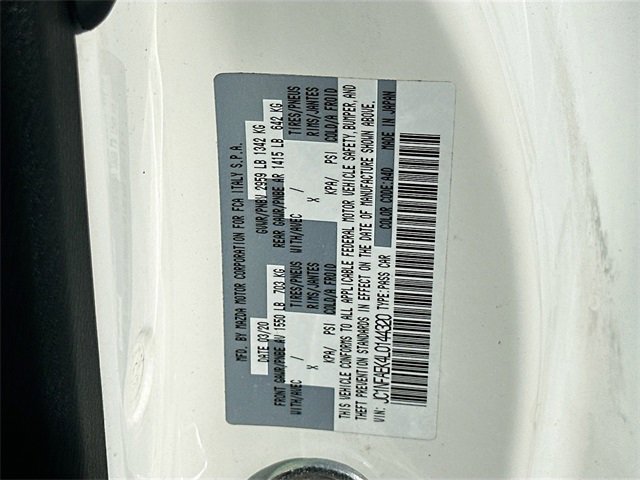 MFD. BY MAZDA MOTOR CORPORATION FOR FCA ITALY S.P.A.
DATE 03/20 GVWR/PNBV 2959 LB 1342 KG
FRONT GAWR/PNBE AV 1550 LB 703 KG REAR GAWR/PNBE AR 1415 LB 642 KG
WITH/AVEC / TIRES/PNEUS WITH/AVEC / TIRES/PNEUS
X RIMS/JANTES X RIMS/JANTES
KPA/ PSI COLD/A FROID KPA/ PSI COLD/A FROID
THIS VEHICLE CONFORMS TO ALL APPLICABLE FEDERAL MOTOR VEHICLE SAFETY, BUMPER, AND
THEFT PREVENTION STANDARDS IN EFFECT ON THE DATE OF MANUFACTURE SHOWN ABOVE.
VIN: JC1NFAEK4L0144320 TYPE: PASS CAR COLOR CODE: A4D MADE IN JAPAN